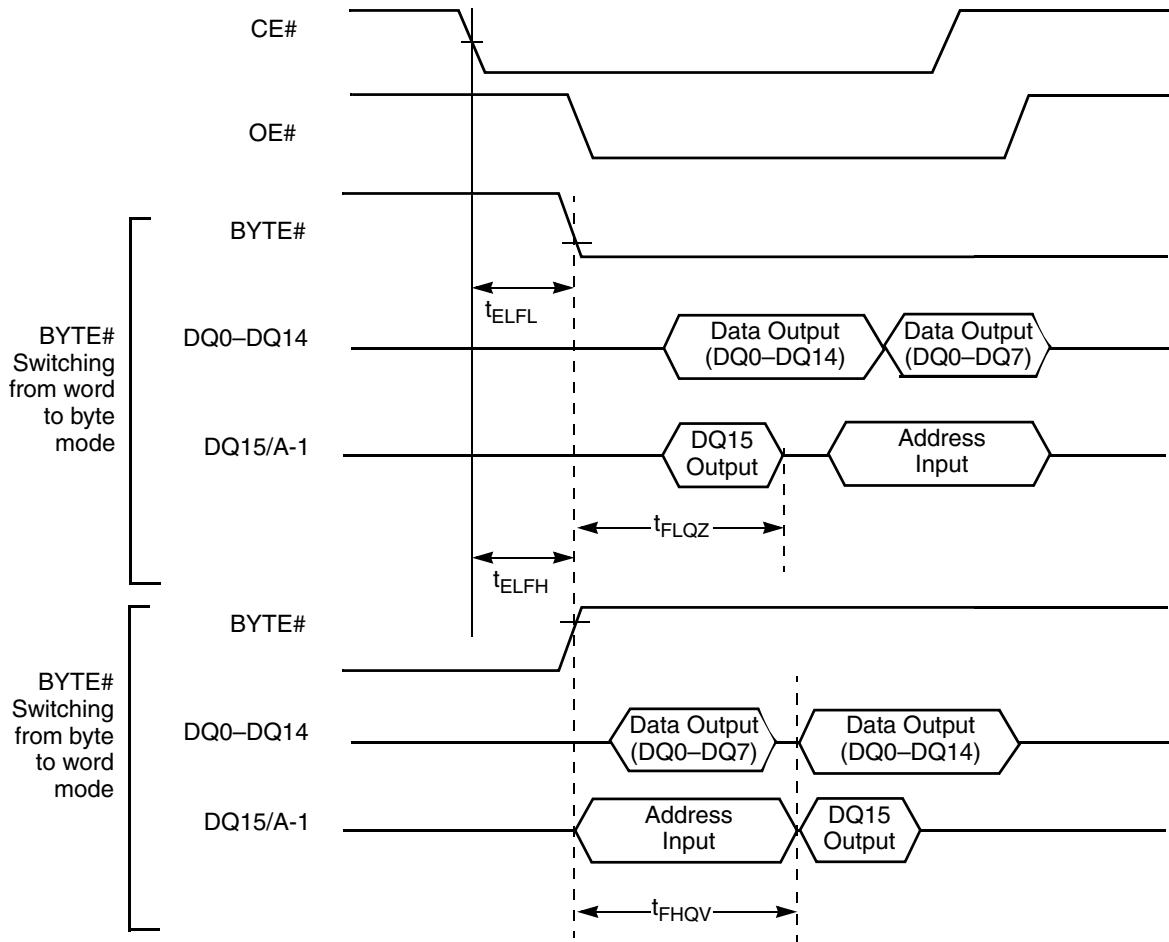 CE#
OE#
BYTE#
tELFL
BYTE#
Switching
from word
to byte
mode
DQ0–DQ14
Data Output
(DQ0–DQ14)
Data Output
(DQ0–DQ7)
DQ15/A-1
DQ15
Output
Address
Input
tFLQZ
tELFH
BYTE#
BYTE#
Switching
from byte
to word
mode
DQ0–DQ14
Data Output
(DQ0–DQ7)
Data Output
(DQ0–DQ14)
DQ15/A-1
Address
Input
DQ15
Output
tFHQV